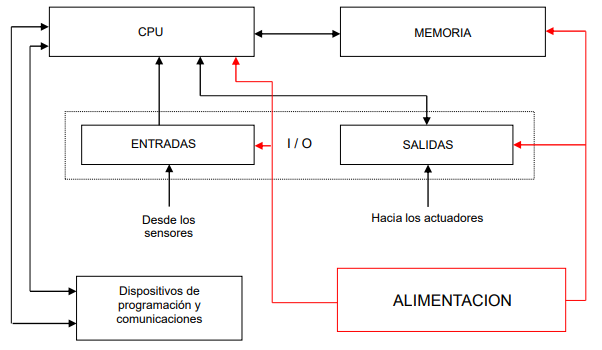 CPU
MEMORIA
ENTRADAS
I / O
SALIDAS
Desde los
sensores
Hacia los actuadores
Dispositivos de
programación y
comunicaciones
ALIMENTACION